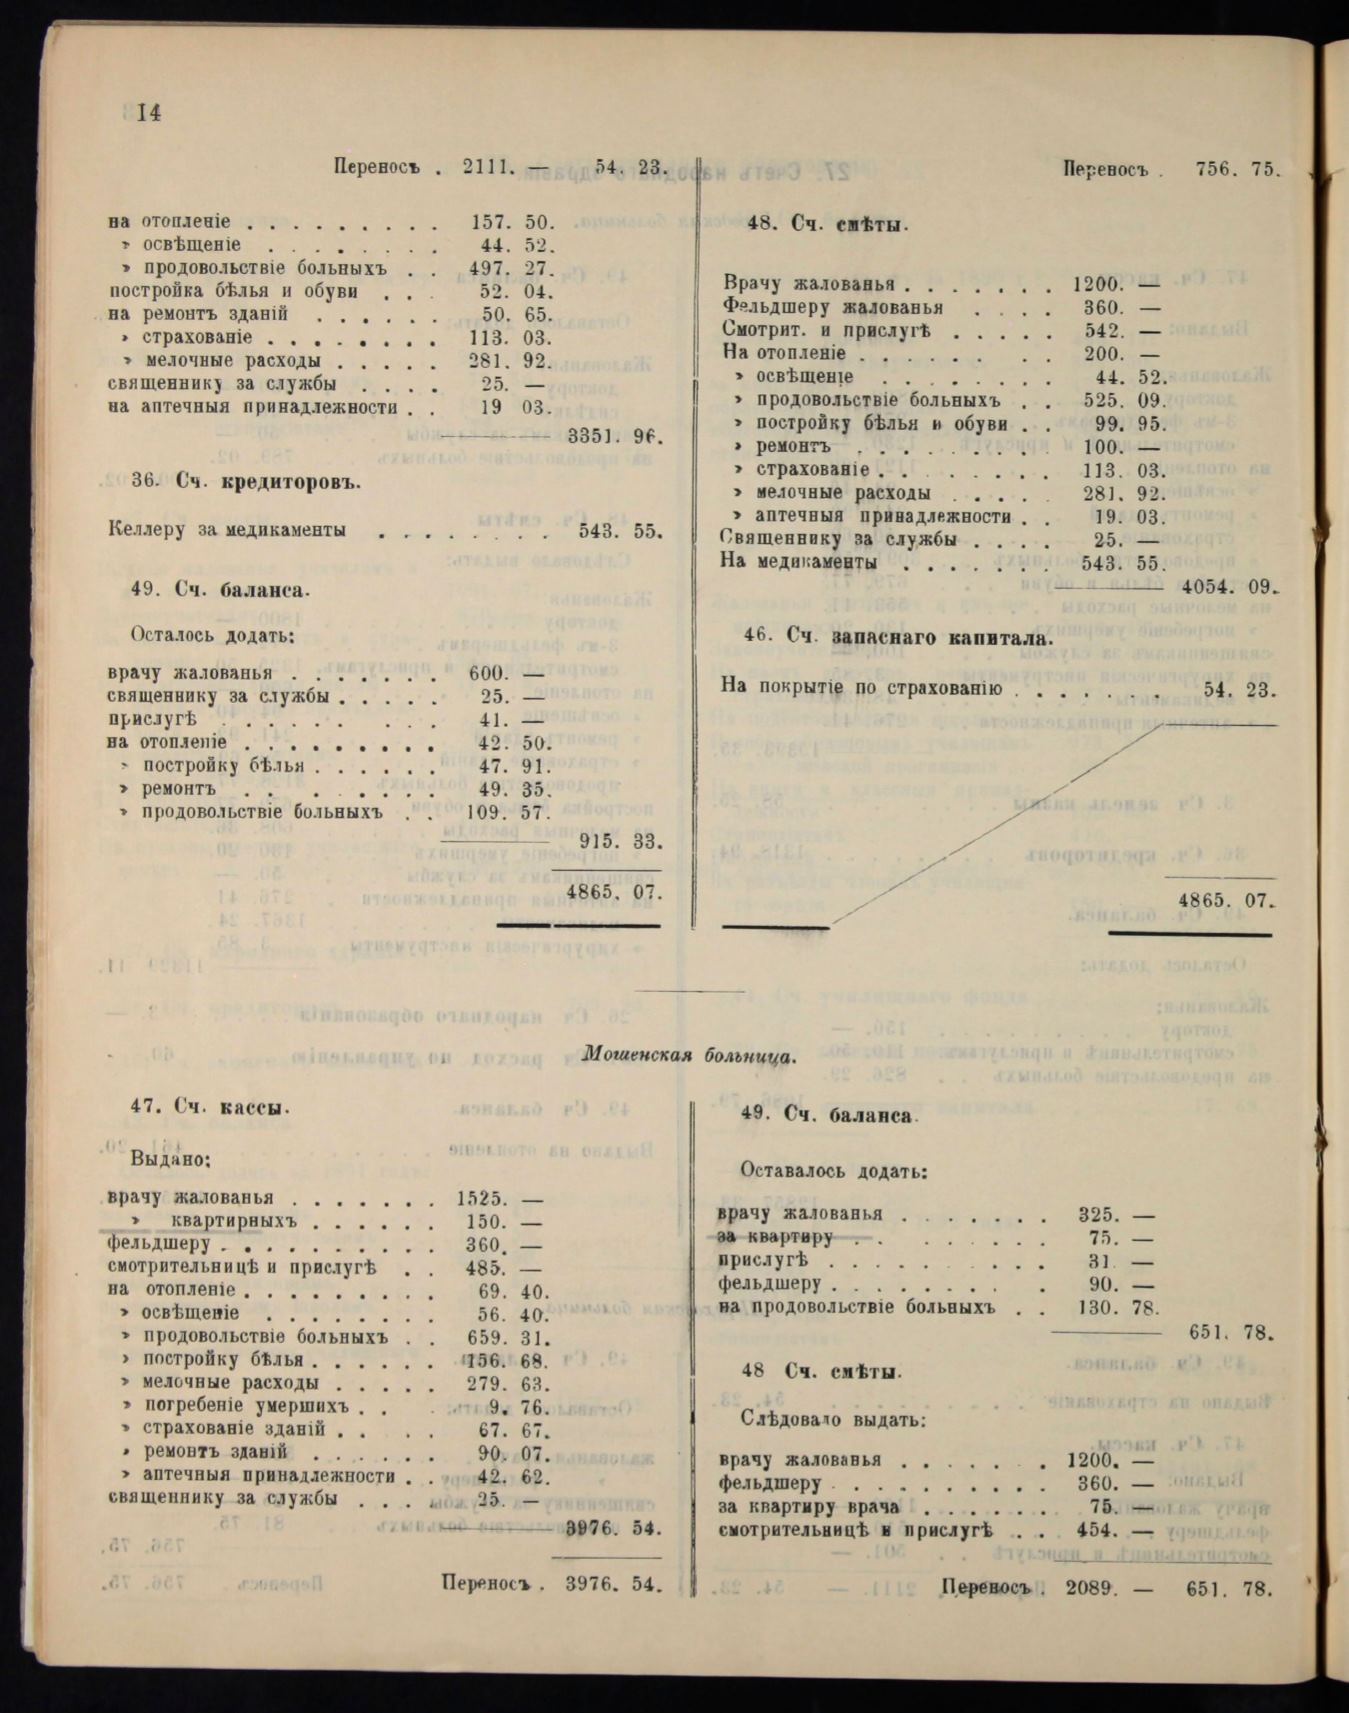 14
Переносъ . 2111. — 54. 23.
на отопленіе . . . . . . . . . 157. 50.
» освѣщеніе . . . . . . . . 44. 52.
» продовольствіе больныхъ . . 497. 27.
постройка бѣлья и обуви . . . 52. 04.
на ремонтъ зданій . . . . . . 50. 65.
» страхованіе . . . . . . . . 113. 03.
» мелочные расходы . . . . . 281. 92.
священнику за службы . . . . 25. —
на аптечныя принадлежности . . 19 03.
3351. 96.
36. Сч. кредиторовъ.
Келлеру за медикаменты . . . . . . . . 543. 55.
49. Сч. баланса.
Осталось додать:
врачу жалованья . . . . . . . 600. —
священнику за службы . . . . . 25. —
прислугѣ . . . . . . . . . 41. —
на отопленіе . . . . . . . . . 42. 50.
» постройку бѣлья . . . . . . 47. 91.
» ремонтъ . . . . . . . . 49. 35.
» продовольствіе больныхъ . . 109. 57.
915. 33.
4865. 07.
Переносъ . 756. 75.
48. Сч. смѣты.
Врачу жалованья . . . . . . . 1200. —
Фельдшеру жалованья . . . . 360. —
Смотрит. и прислугѣ . . . . . 542. —
На отопленіе . . . . . . . . 200. —
» освѣщеніе . . . . . . . . 44. 52.
» продовольствіе больныхъ . . 525. 09.
» постройку бѣлья и обуви . . 99. 95.
» ремонтъ . . . . . . . . . 100. —
» страхованіе . . . . . . . . 113. 03.
» мелочные расходы . . . . . 281. 92.
» аптечныя принадлежности . . 19. 03.
Священнику за службы . . . . 25. —
На медикаменты . . . . . . . 543. 55.
4054. 09.
46. Сч. запаснаго капитала.
На покрытіе по страхованію . . . . . . . 54. 23.
4865. 07.
Мошенская больница.
47. Сч. кассы.
Выдано:
врачу жалованья . . . . . . . 1525. —
» квартирныхъ . . . . . . 150. —
фельдшеру . . . . . . . . . . 360. —
смотрительницѣ и прислугѣ . . 485. —
на отопленіе . . . . . . . . . 69. 40.
» освѣщеніе . . . . . . . . 56. 40.
» продовольствіе больныхъ . . 659. 31.
» постройку бѣлья . . . . . . 156. 68.
» мелочные расходы . . . . . 279. 63.
» погребеніе умершихъ . . 9. 76.
» страхованіе зданій . . . . 67. 67.
» ремонтъ зданій . . . . . . 90. 07.
» аптечныя принадлежности . . 42. 62.
священнику за службы . . . . 25. —
3976. 54.
Переносъ . 3976. 54.
49. Сч. баланса.
Оставалось додать:
врачу жалованья . . . . . . . 325. —
за квартиру . . . . . . . . 75. —
прислугѣ . . . . . . . . . . 31 —
фельдшеру . . . . . . . . . . 90. —
на продовольствіе больныхъ . . 130. 78.
651. 78.
48 Сч. смѣты.
Слѣдовало выдать:
врачу жалованья . . . . . . . 1200. —
фельдшеру . . . . . . . . . . 360. —
за квартиру врача . . . . . . 75. —
смотрительницѣ и прислугѣ . . 454. —
Переносъ . 2089. — 651. 78.